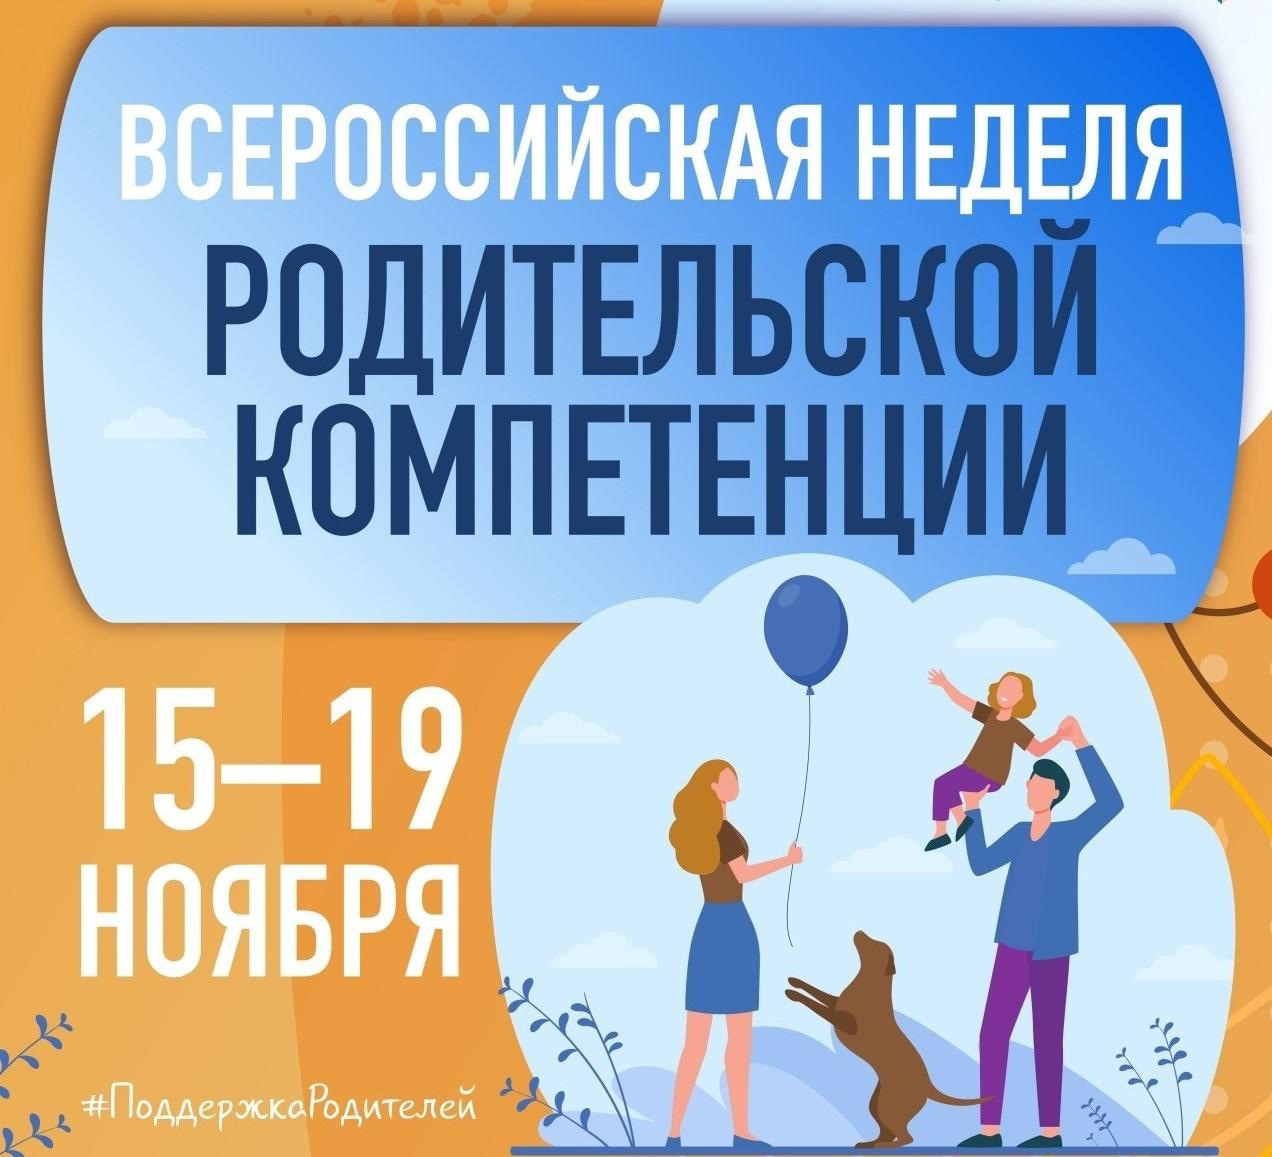 ВСЕРОССИЙСКАЯ НЕДЕЛЯ
РОДИТЕЛЬСКОЙ
КОМПЕТЕНЦИИ
15–19
НОЯБРЯ
#ПоддержкаРодителей